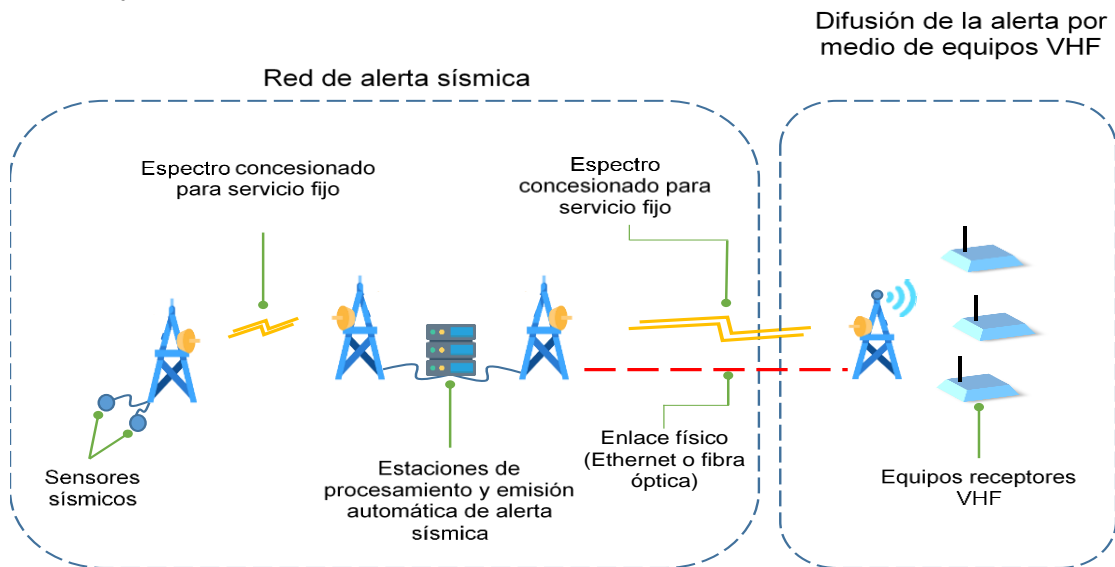 Difusión de la alerta por
medio de equipos VHF
Red de alerta sísmica
Espectro concesionado
para servicio fijo
Espectro
concesionado para
servicio fijo
Sensores
sísmicos
Estaciones de
procesamiento y emisión
automática de alerta
sísmica
Enlace físico
(Ethernet o fibra
óptica)
Equipos receptores
VHF